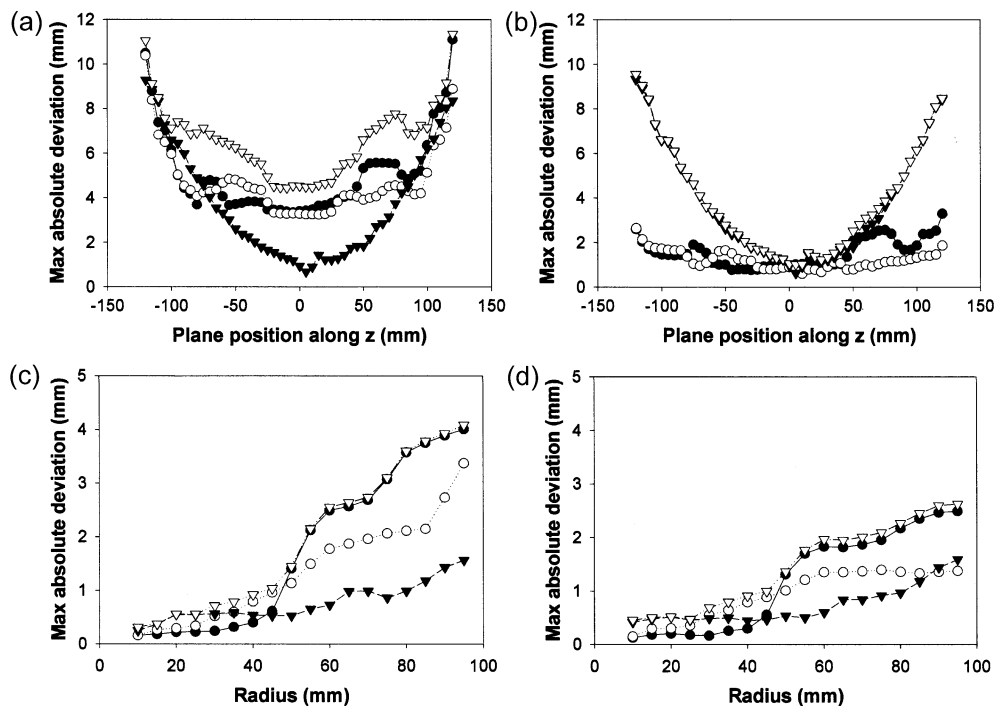 (a)
Max absolute deviation (mm)
12
10
8
6
4
2
0
-150 -100 -50 0 50 100 150
Plane position along z (mm)
(b)
Max absolute deviation (mm)
12
10
8
6
4
2
0
-150 -100 -50 0 50 100 150
Plane position along z (mm)
(c)
Max absolute deviation (mm)
5
4
3
2
1
0
0 20 40 60 80 100
Radius (mm)
(d)
Max absolute deviation (mm)
5
4
3
2
1
0
0 20 40 60 80 100
Radius (mm)